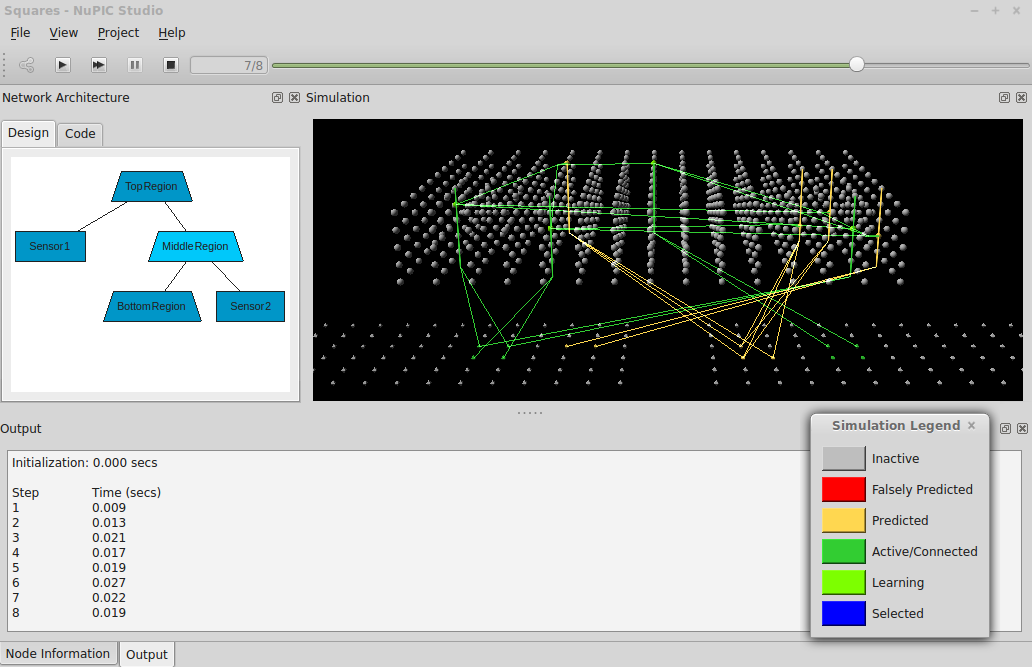 Squares - NuPIC Studio
File View Project Help
7/8
Network Architecture
Simulation
Design Code
TopRegion
Sensor1
MiddleRegion
BottomRegion
Sensor2
Output
Initialization: 0.000 secs
Step Time (secs)
1 0.009
2 0.013
3 0.021
4 0.017
5 0.019
6 0.027
7 0.022
8 0.019
Simulation Legend
Inactive
Falsely Predicted
Predicted
Active/Connected
Learning
Selected
Node Information Output